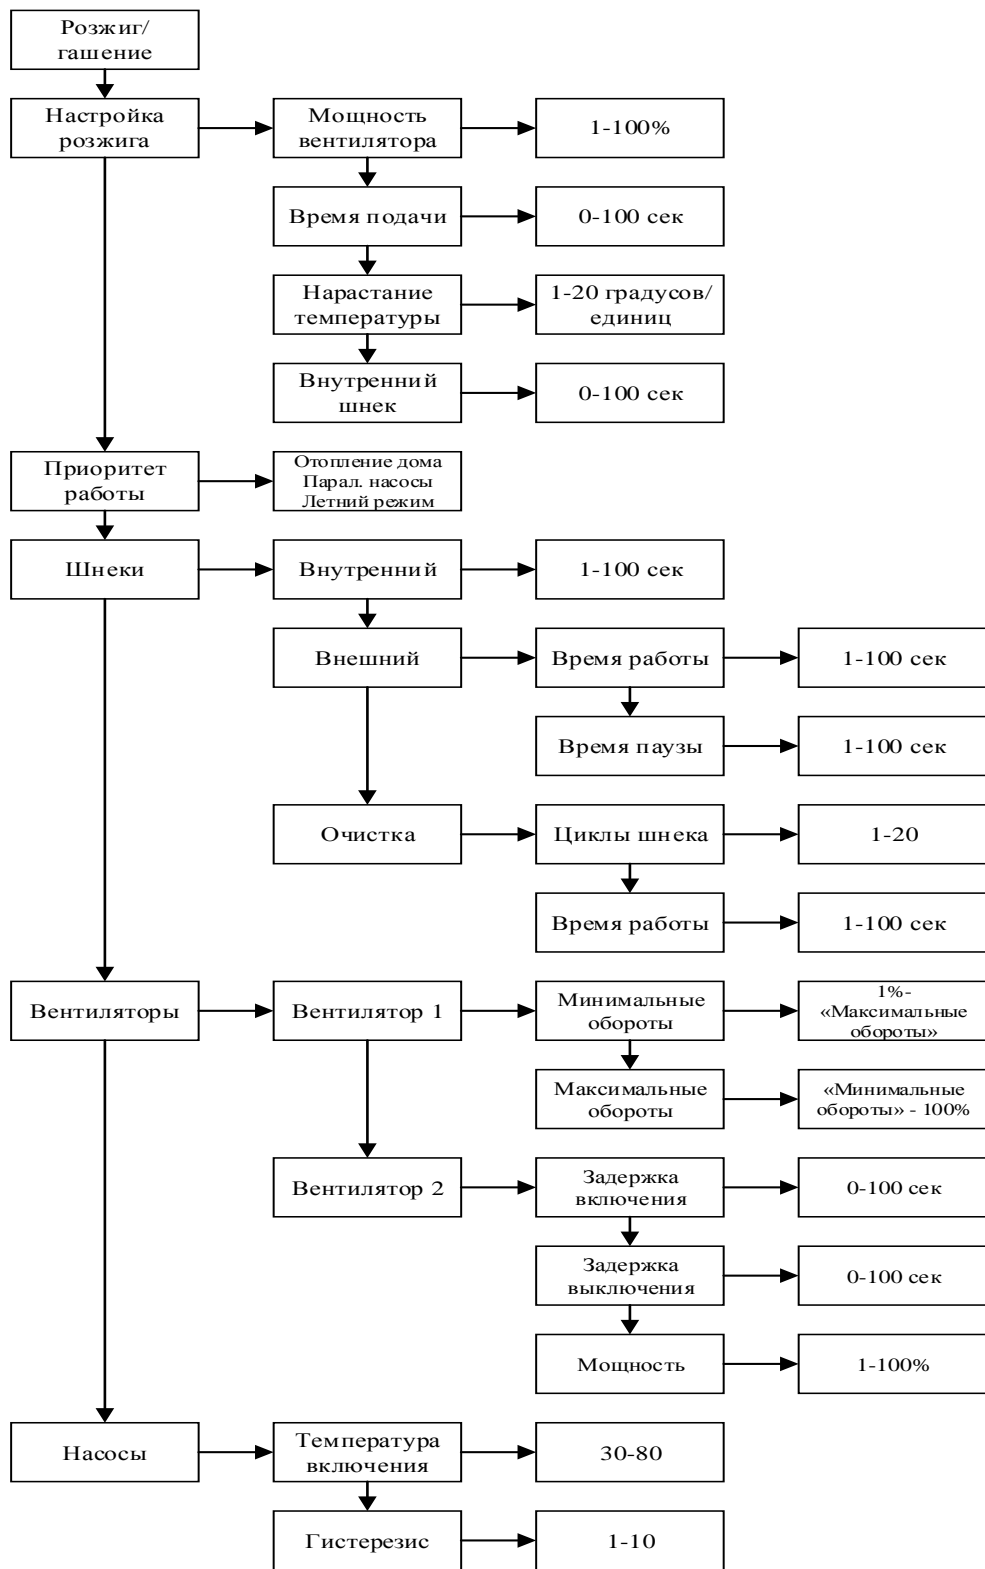 Розжиг/
гашение
Настройка
розжига
Мощность
вентилятора
1-100%
Время подачи
0-100 сек
Нарастание
температуры
1-20 градусов/
единиц
Внутренний
шнек
0-100 сек
Приоритет
работы
Отопление дома
Парал. насосы
Летний режим
Шнеки
Внутренний
1-100 сек
Внешний
Время работы
1-100 сек
Время паузы
1-100 сек
Очистка
Циклы шнека
1-20
Время работы
1-100 сек
Вентиляторы
Вентилятор 1
Минимальные
обороты
1%-
«Максимальные
обороты»
Максимальные
обороты
«Минимальные
обороты» - 100%
Вентилятор 2
Задержка
включения
0-100 сек
Задержка
выключения
0-100 сек
Мощность
1-100%
Насосы
Температура
включения
30-80
Гистерезис
1-10